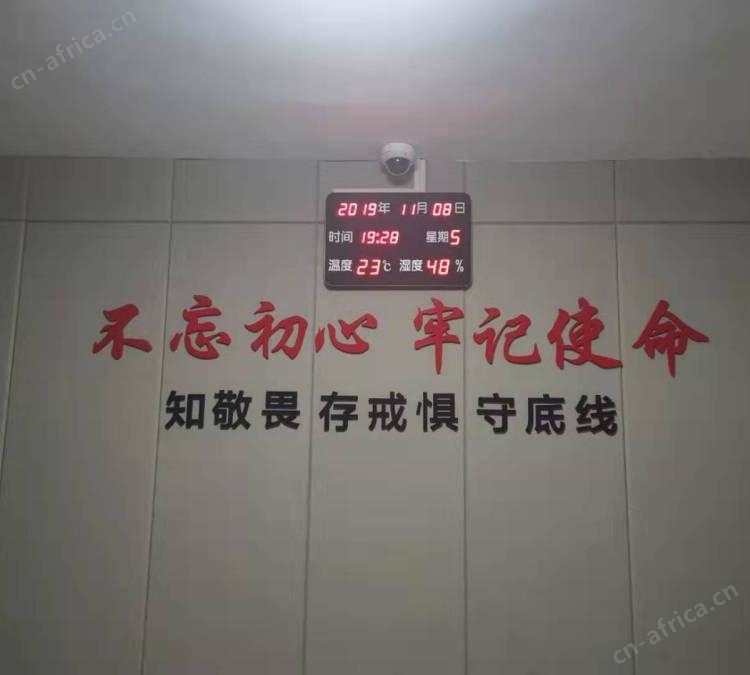 cn-africa.cn
2019年 11月 08日
时间 19:28 星期 5
温度 23℃ 湿度 48 %
不忘初心 牢记使命
知敬畏 存戒惧 守底线
cn-africa.cn